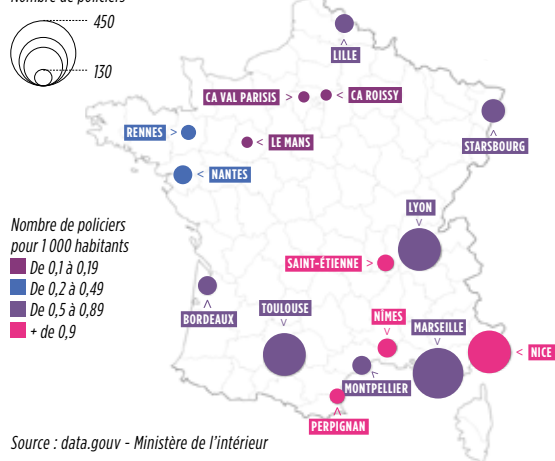 Nombre de policiers
450
130
LILLE
CA VAL PARISIS >
< CA ROISSY
RENNES >
< LE MANS
STARSBOURG
< NANTES
LYON
Nombre de policiers
pour 1 000 habitants
De 0,1 à 0,19
De 0,2 à 0,49
De 0,5 à 0,89
+ de 0,9
SAINT-ÉTIENNE >
BORDEAUX
TOULOUSE
NÎMES
MARSEILLE
< NICE
MONTPELLIER
PERPIGNAN
Source : data.gouv - Ministère de l'intérieur